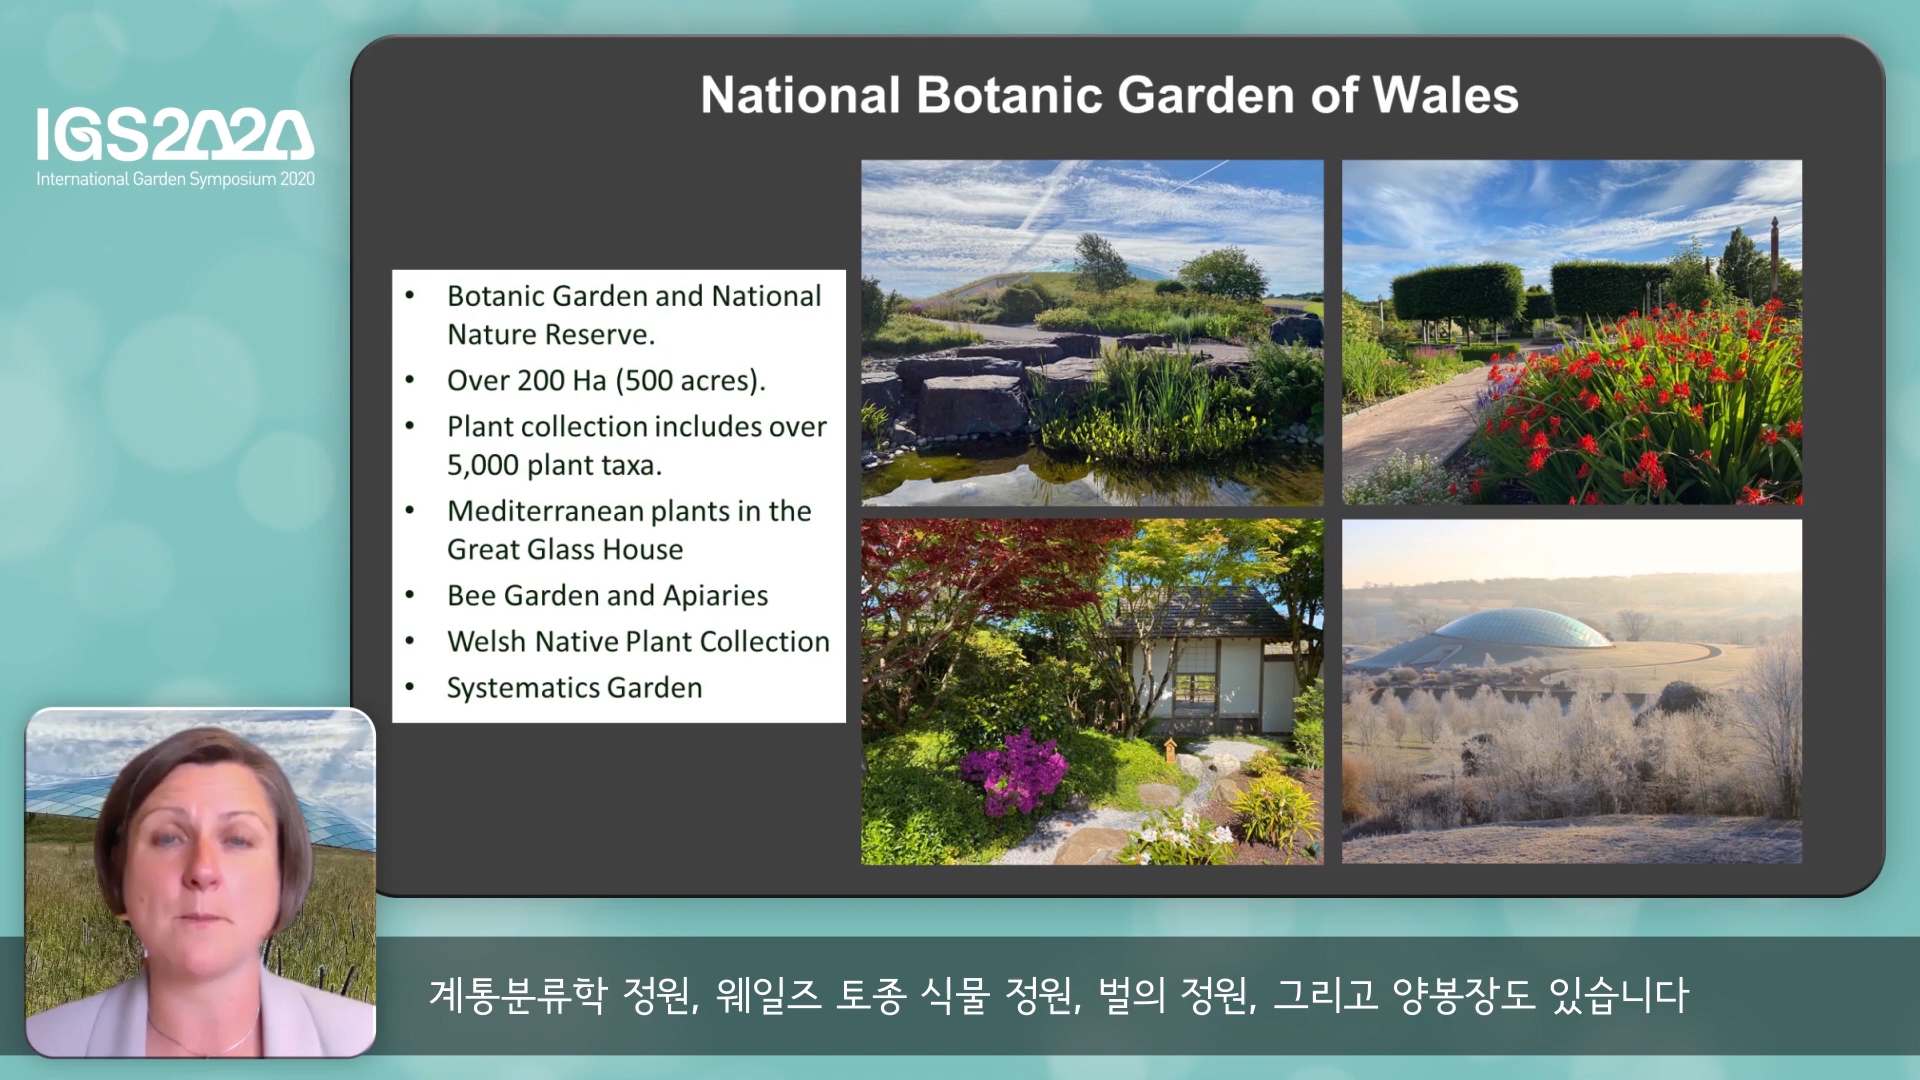 IGS2020
International Garden Symposium 2020
National Botanic Garden of Wales
• Botanic Garden and National
Nature Reserve.
• Over 200 Ha (500 acres).
• Plant collection includes over
5,000 plant taxa.
• Mediterranean plants in the
Great Glass House
• Bee Garden and Apiaries
• Welsh Native Plant Collection
• Systematics Garden
계통분류학 정원, 웨일즈 토종 식물 정원, 벌의 정원, 그리고 양봉장도 있습니다